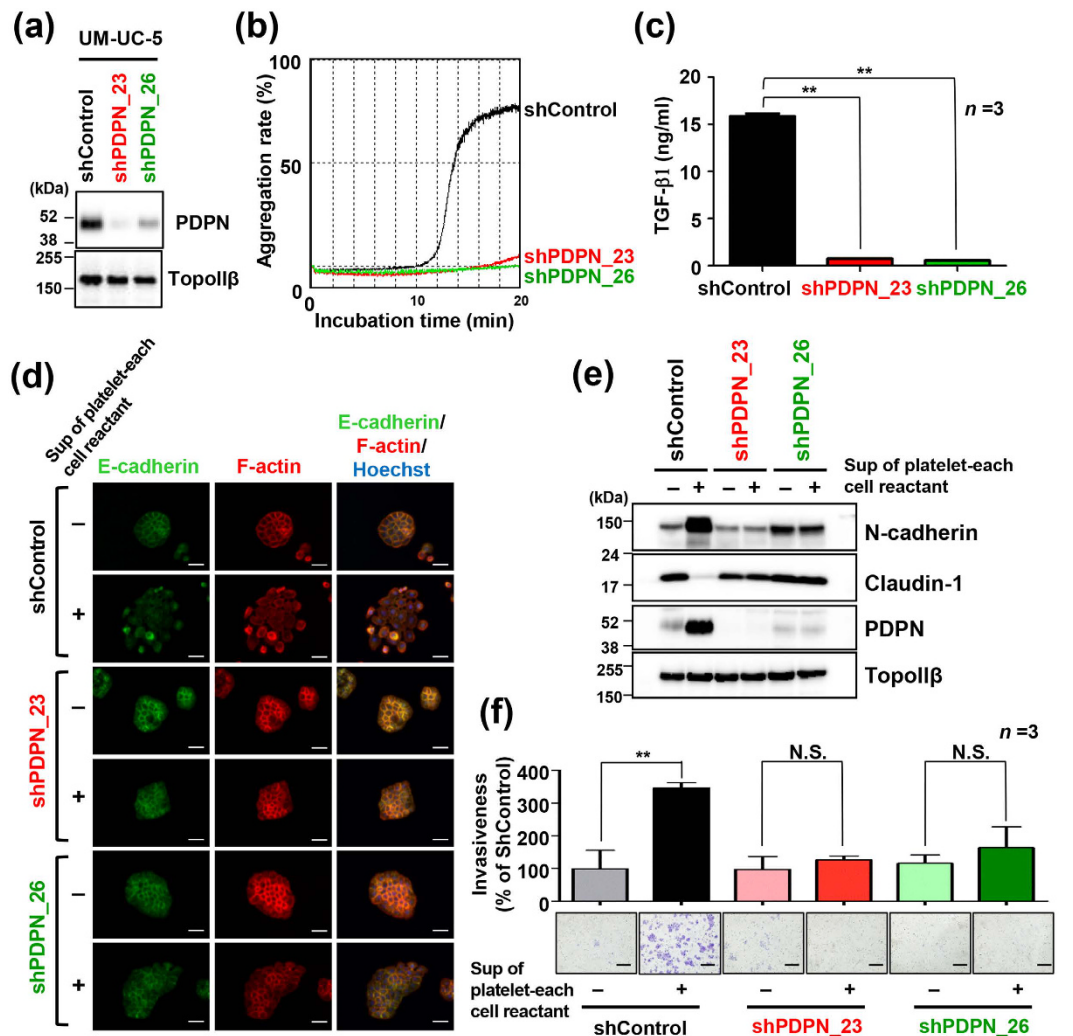 (a)
UM-UC-5
shControl
shPDPN_23
shPDPN_26
(kDa)
52
38
PDPN
255
150
TopoIIβ
(b)
Aggregation rate (%)
100
50
0
0
10
20
Incubation time (min)
shControl
shPDPN_23
shPDPN_26
(c)
TGF-β1 (ng/ml)
20
15
10
5
0
**
**
n =3
shControl
shPDPN_23
shPDPN_26
(d)
Sup of platelet-each
cell reactant
E-cadherin
F-actin
E-cadherin/
F-actin/
Hoechst
shControl
–
+
shPDPN_23
–
+
shPDPN_26
–
+
(e)
shControl
shPDPN_23
shPDPN_26
– + – + – +
Sup of platelet-each
cell reactant
(kDa)
150
N-cadherin
24
17
Claudin-1
52
38
PDPN
255
150
TopoIIβ
(f)
n =3
Invasiveness
(% of ShControl)
400
300
200
100
0
**
N.S.
N.S.
Sup of
platelet-each
cell reactant
– + – + – +
shControl
shPDPN_23
shPDPN_26